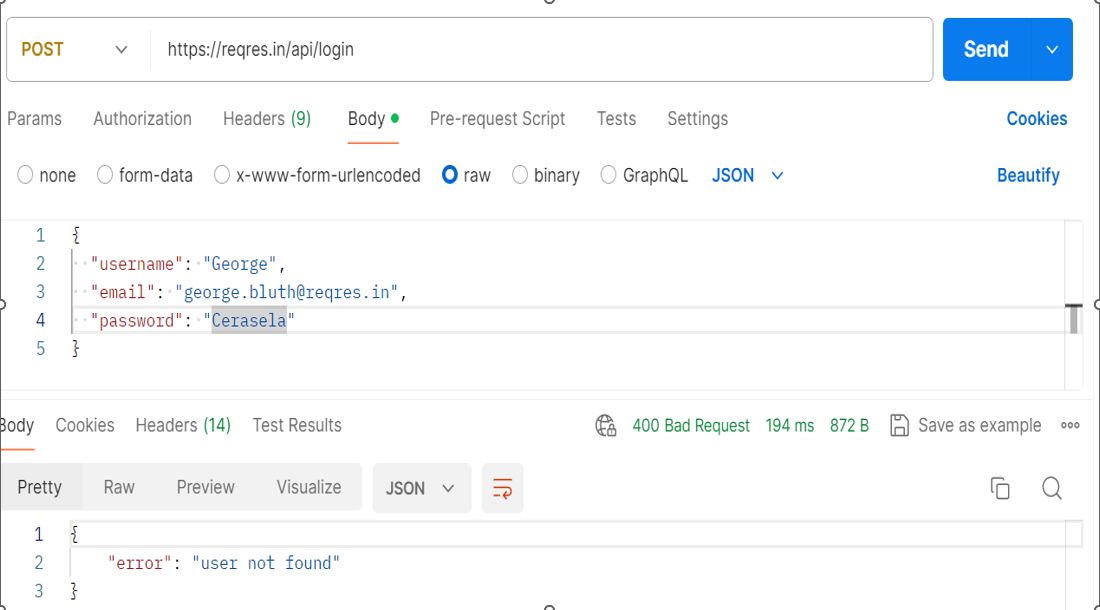 POST https://reqres.in/api/login Send
Params Authorization Headers (9) Body Pre-request Script Tests Settings Cookies
none form-data x-www-form-urlencoded raw binary GraphQL JSON Beautify
1 {
2 "username": "George",
3 "email": "george.bluth@reqres.in",
4 "password": "Cerasela"
5 }
Body Cookies Headers (14) Test Results 400 Bad Request 194 ms 872 B Save as example
Pretty Raw Preview Visualize JSON
1 {
2 "error": "user not found"
3 }